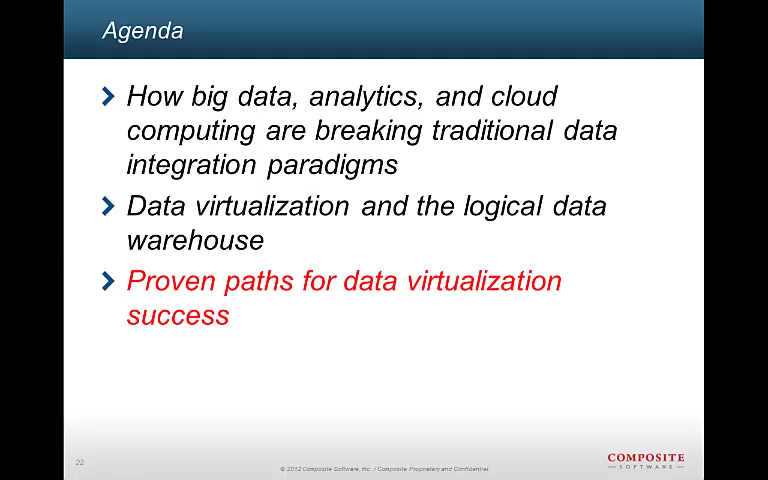 Agenda
How big data, analytics, and cloud
computing are breaking traditional data
integration paradigms
Data virtualization and the logical data
warehouse
Proven paths for data virtualization
success
22
© 2012 Composite Software, Inc. / Composite Proprietary and Confidential
COMPOSITE
SOFTWARE